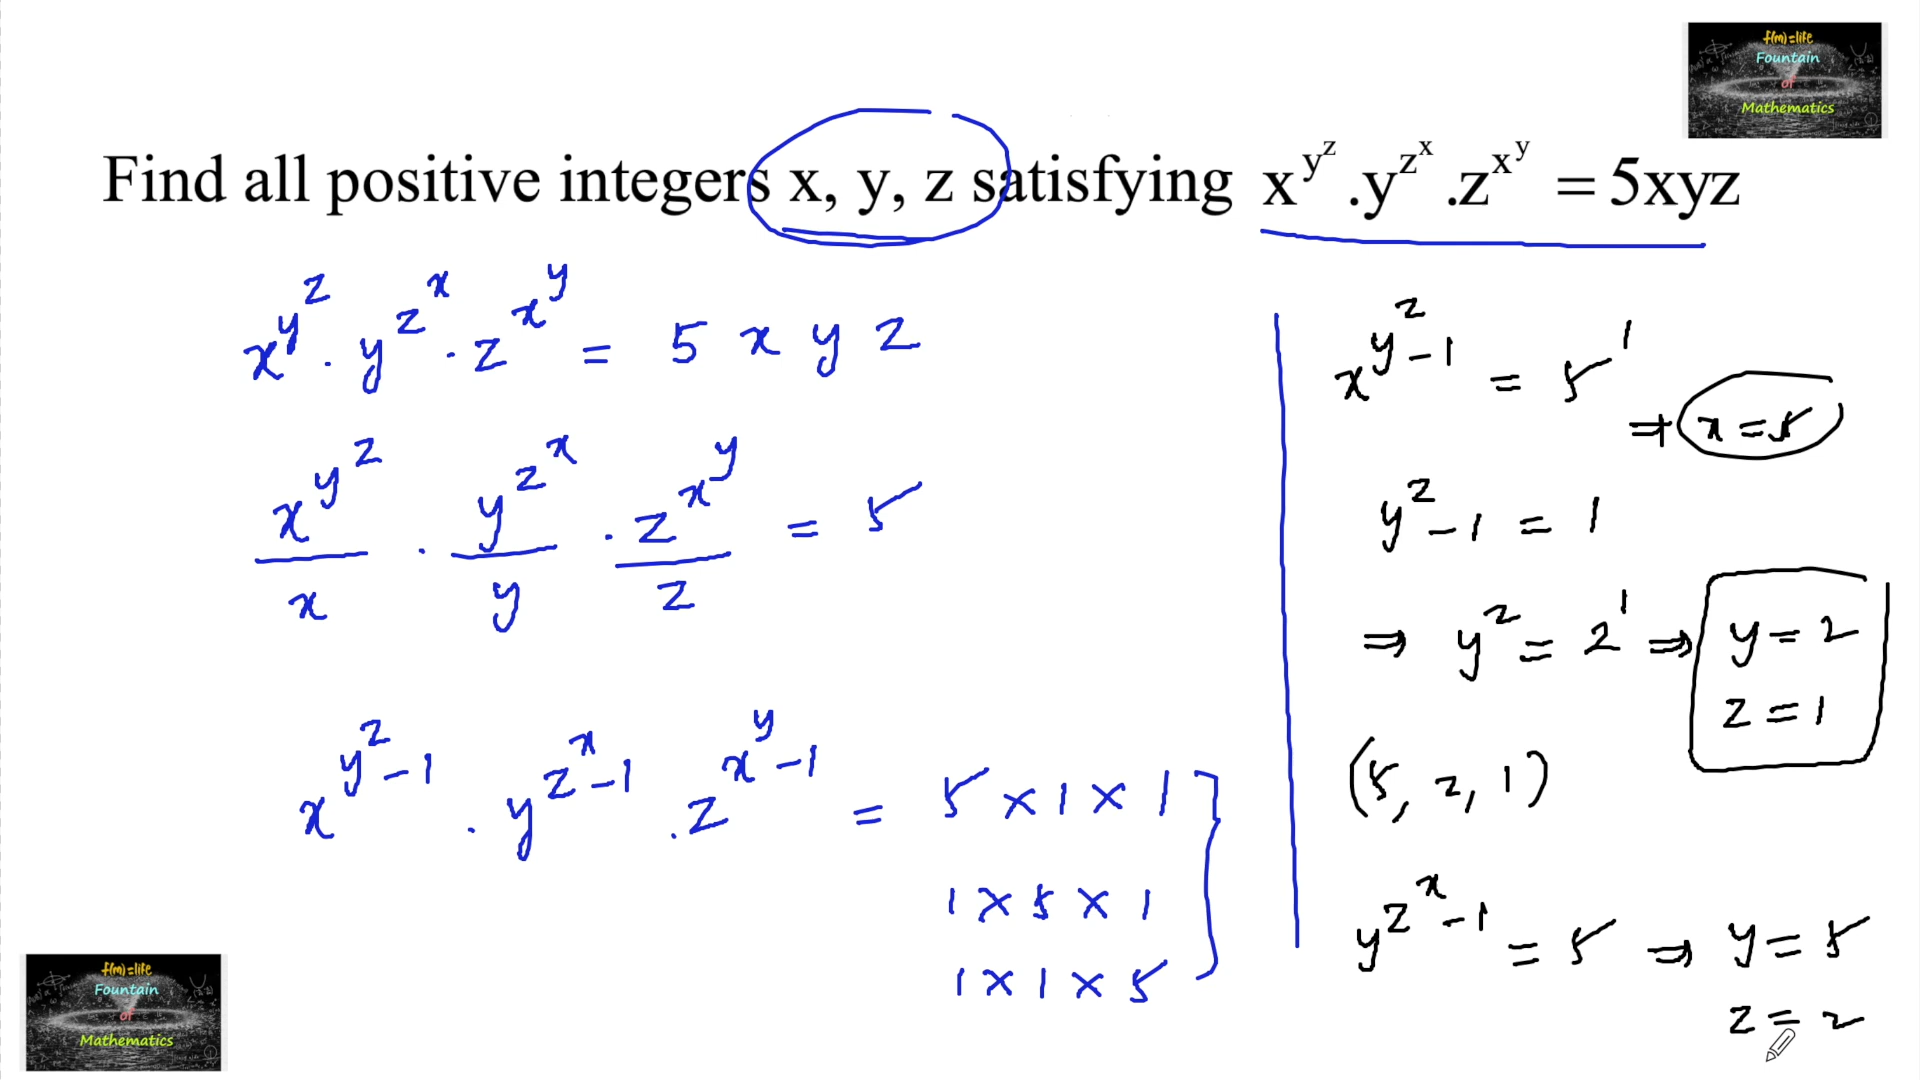 f(m)=life
Fountain
of
Mathematics
Find all positive integers x, y, z satisfying x^{y^z}.y^{z^x}.z^{x^y} = 5xyz
x^{y^z} . y^{z^x} . z^{x^y} = 5 x y z
x^{y^z}/x . y^{z^x}/y . z^{x^y}/z = 5
x^{y^z-1} . y^{z^x-1} . z^{x^y-1} = 5 × 1 × 1
1 × 5 × 1
1 × 1 × 5
x^{y^z-1} = 5^1
⇒ x = 5
y^z - 1 = 1
⇒ y^z = 2^1 ⇒ y = 2
z = 1
(5, 2, 1)
y^{z^x-1} = 5 ⇒ y = 5
z = 2
f(m)=life
Fountain
of
Mathematics